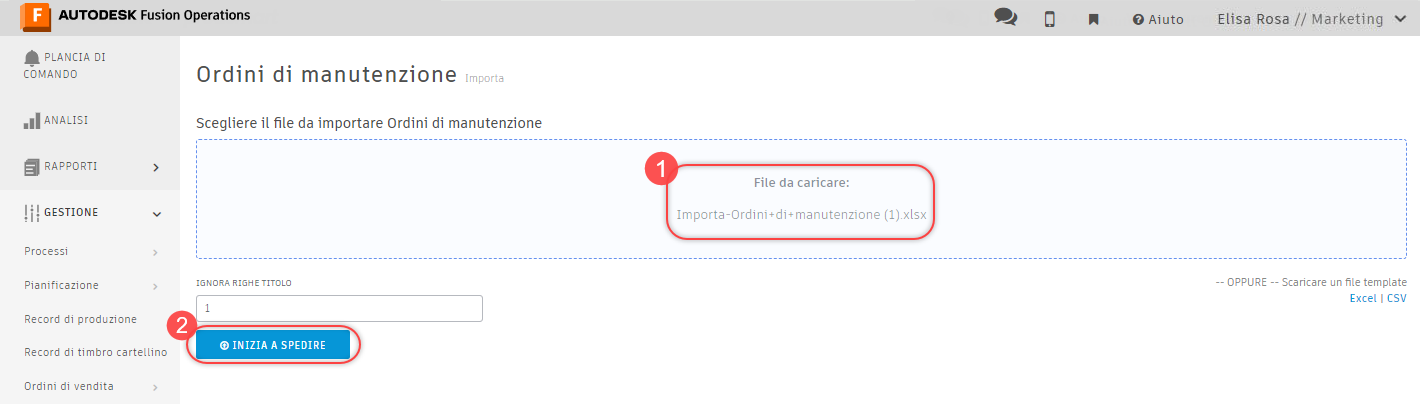 F AUTODESK Fusion Operations
Aiuto
Elisa Rosa // Marketing
PLANCIA DI
COMANDO
ANALISI
RAPPORTI
GESTIONE
Processi
Pianificazione
Record di produzione
Record di timbro cartellino
Ordini di vendita
Ordini di manutenzione Importa
Scegliere il file da importare Ordini di manutenzione
1
File da caricare:
Importa-Ordini+di+manutenzione (1).xlsx
IGNORA RIGHE TITOLO
1
-- OPPURE -- Scaricare un file template
Excel | CSV
2
INIZIA A SPEDIRE